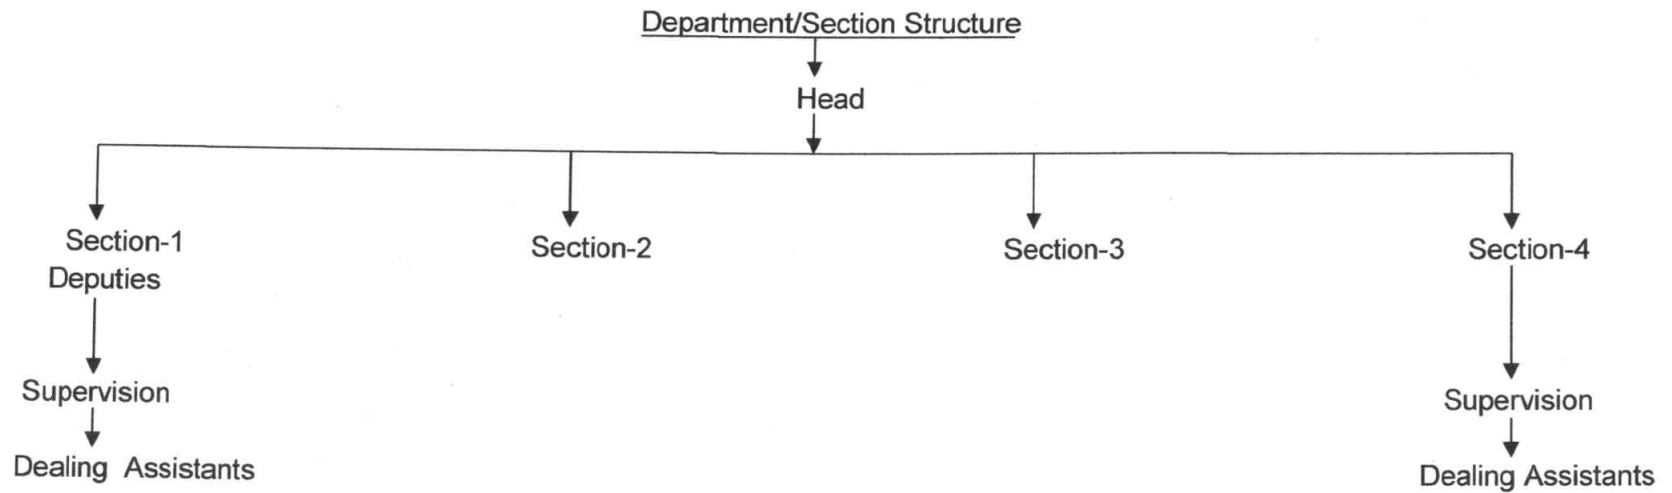 Department/Section Structure
Head
Section-1
Deputies
Section-2
Section-3
Section-4
Supervision
Dealing Assistants
Supervision
Dealing Assistants